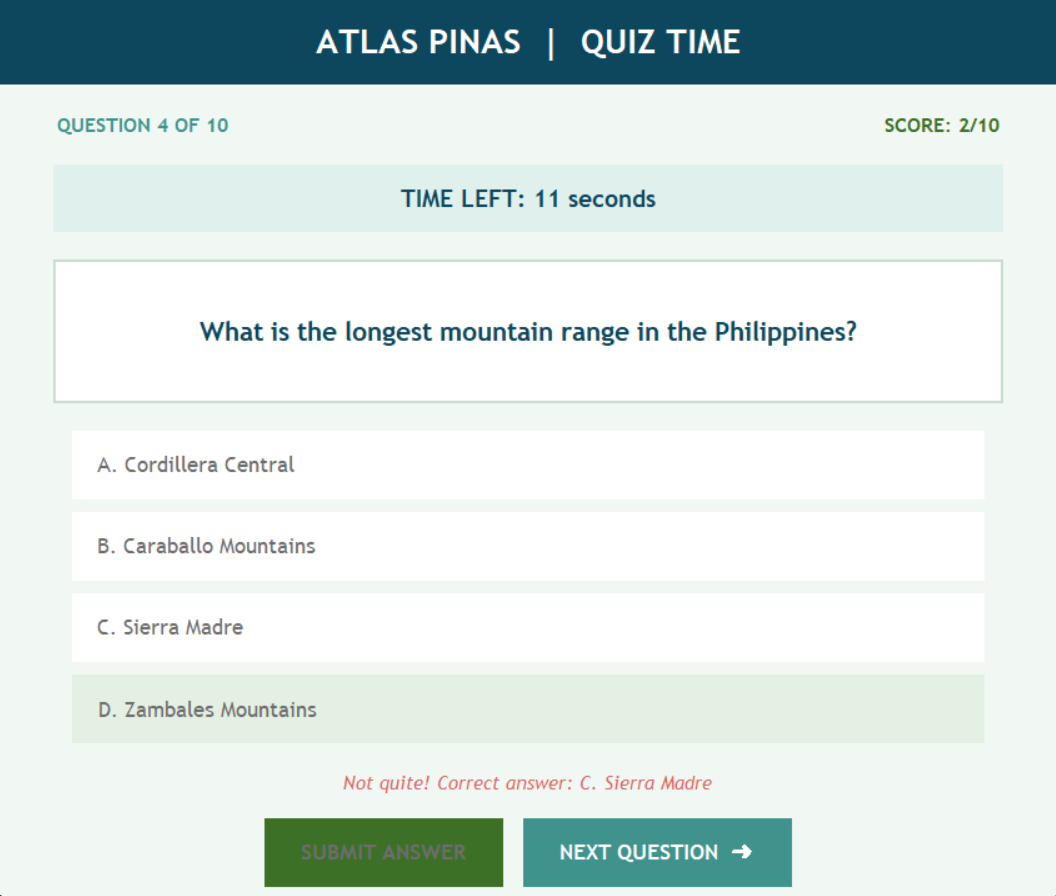 ATLAS PINAS | QUIZ TIME
QUESTION 4 OF 10
SCORE: 2/10
TIME LEFT: 11 seconds
What is the longest mountain range in the Philippines?
A. Cordillera Central
B. Caraballo Mountains
C. Sierra Madre
D. Zambales Mountains
Not quite! Correct answer: C. Sierra Madre
SUBMIT ANSWER
NEXT QUESTION ➜